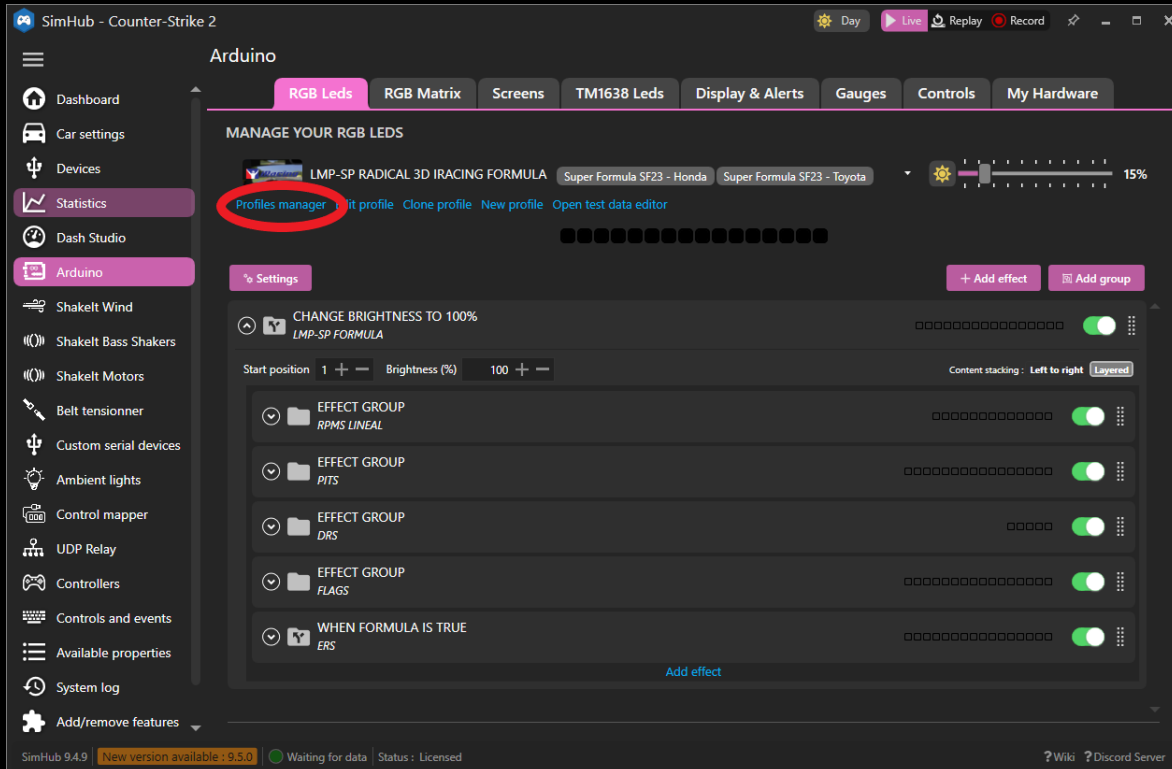 SimHub - Counter-Strike 2
Day
Live
Replay
Record
Arduino
Dashboard
Car settings
Devices
Statistics
Dash Studio
Arduino
ShakeIt Wind
ShakeIt Bass Shakers
ShakeIt Motors
Belt tensionner
Custom serial devices
Ambient lights
Control mapper
UDP Relay
Controllers
Controls and events
Available properties
System log
Add/remove features
RGB Leds
RGB Matrix
Screens
TM1638 Leds
Display & Alerts
Gauges
Controls
My Hardware
MANAGE YOUR RGB LEDS
LMP-SP RADICAL 3D IRACING FORMULA
Super Formula SF23 - Honda
Super Formula SF23 - Toyota
15%
Profiles manager
profile
Clone profile
New profile
Open test data editor
Settings
+ Add effect
Add group
CHANGE BRIGHTNESS TO 100%
LMP-SP FORMULA
Start position 1 + — Brightness (%) 100 + —
Content stacking : Left to right Layered
EFFECT GROUP
RPMS LINEAL
EFFECT GROUP
PITS
EFFECT GROUP
DRS
EFFECT GROUP
FLAGS
WHEN FORMULA IS TRUE
ERS
Add effect
SimHub 9.4.9
New version available : 9.5.0
Waiting for data
Status : Licensed
? Wiki
? Discord Server